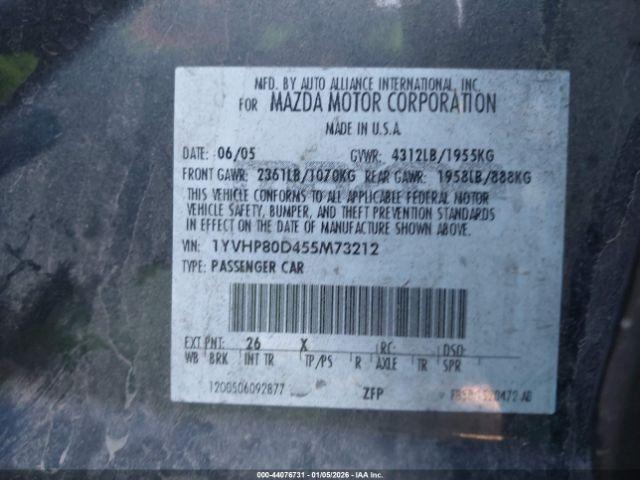 MFD. BY AUTO ALLIANCE INTERNATIONAL, INC.
FOR MAZDA MOTOR CORPORATION
MADE IN U.S.A.
DATE: 06/05 GVWR: 4312LB/1955KG
FRONT GAWR: 2361LB/1070KG REAR GAWR: 1958LB/888KG
THIS VEHICLE CONFORMS TO ALL APPLICABLE FEDERAL MOTOR
VEHICLE SAFETY, BUMPER, AND THEFT PREVENTION STANDARDS
IN EFFECT ON THE DATE OF MANUFACTURE SHOWN ABOVE.
VIN: 1YVHP80D455M73212
TYPE: PASSENGER CAR
EXT PNT: 26 X RC: DSO:
WB BRK INT TR TP/PS R AXLE TR SPR
1200506092877 ZFP
000-44076731 - 01/05/2026 - IAA Inc.